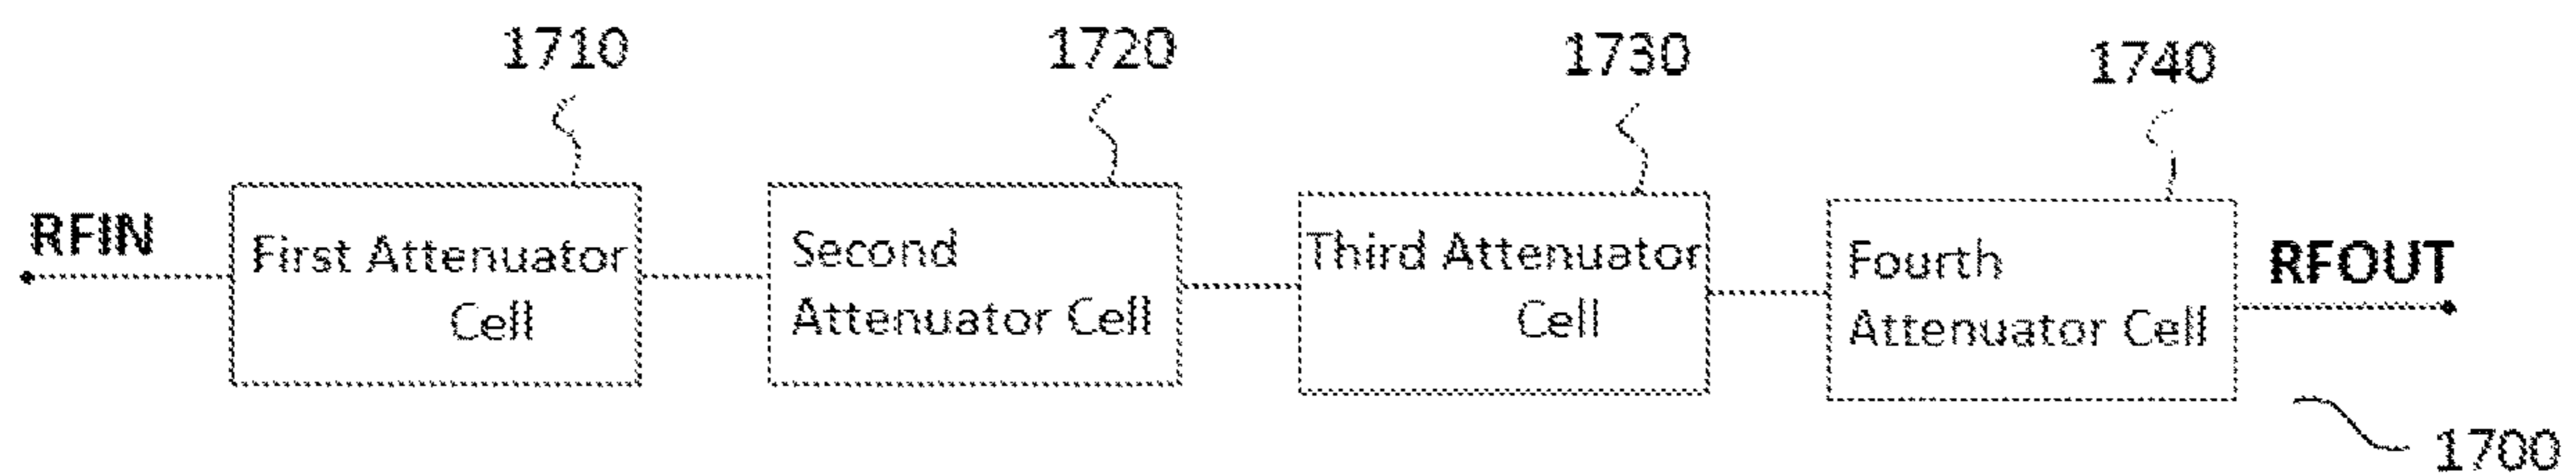 1710
1720
1730
1740
RFIN
First Attenuator
Cell
Second
Attenuator Cell
Third Attenuator
Cell
Fourth
Attenuator Cell
RFOUT
1700